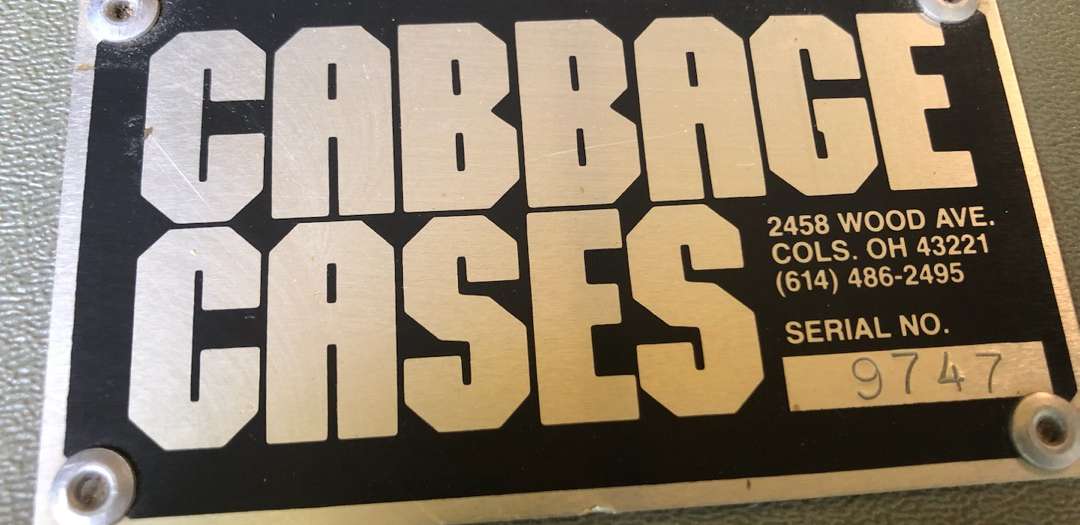 CABBAGE
CASES
2458 WOOD AVE.
COLS. OH 43221
(614) 486-2495
SERIAL NO.
9747